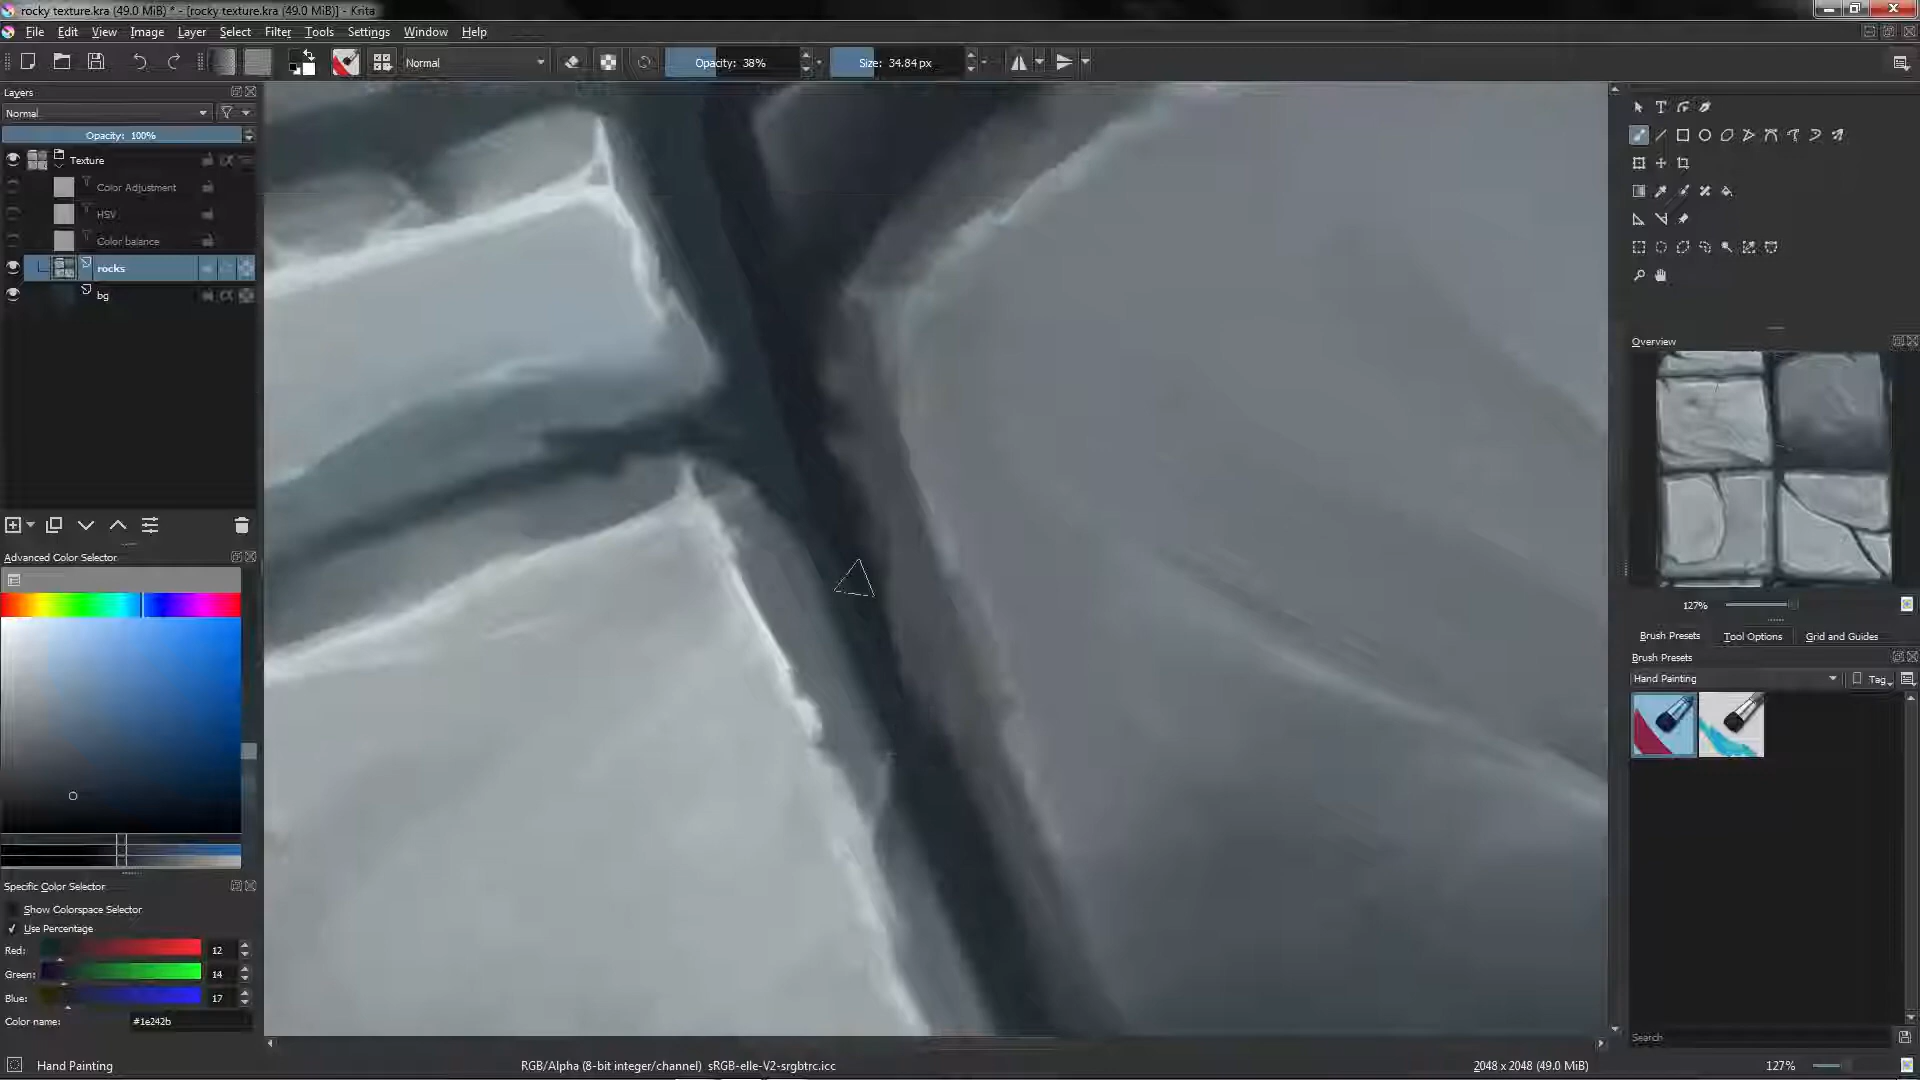 rocky texture.kra (49.0 MiB) * - [rocky texture.kra (49.0 MiB)] - Krita
File Edit View Image Layer Select Filter Tools Settings Window Help
Normal Opacity: 38% Size: 34.84 px
Layers
Normal
Opacity: 100%
Texture
Color Adjustment
HSV
Color balance
rocks
bg
Advanced Color Selector
Specific Color Selector
Show Colorspace Selector
Use Percentage
Red: 12
Green: 14
Blue: 17
Color name: #1e242b
Overview
127%
Brush Presets Tool Options Grid and Guides
Brush Presets
Hand Painting Tag
Search
Hand Painting RGB/Alpha (8-bit integer/channel) sRGB-elle-V2-srgbtrc.icc 2048 x 2048 (49.0 MiB) 127%